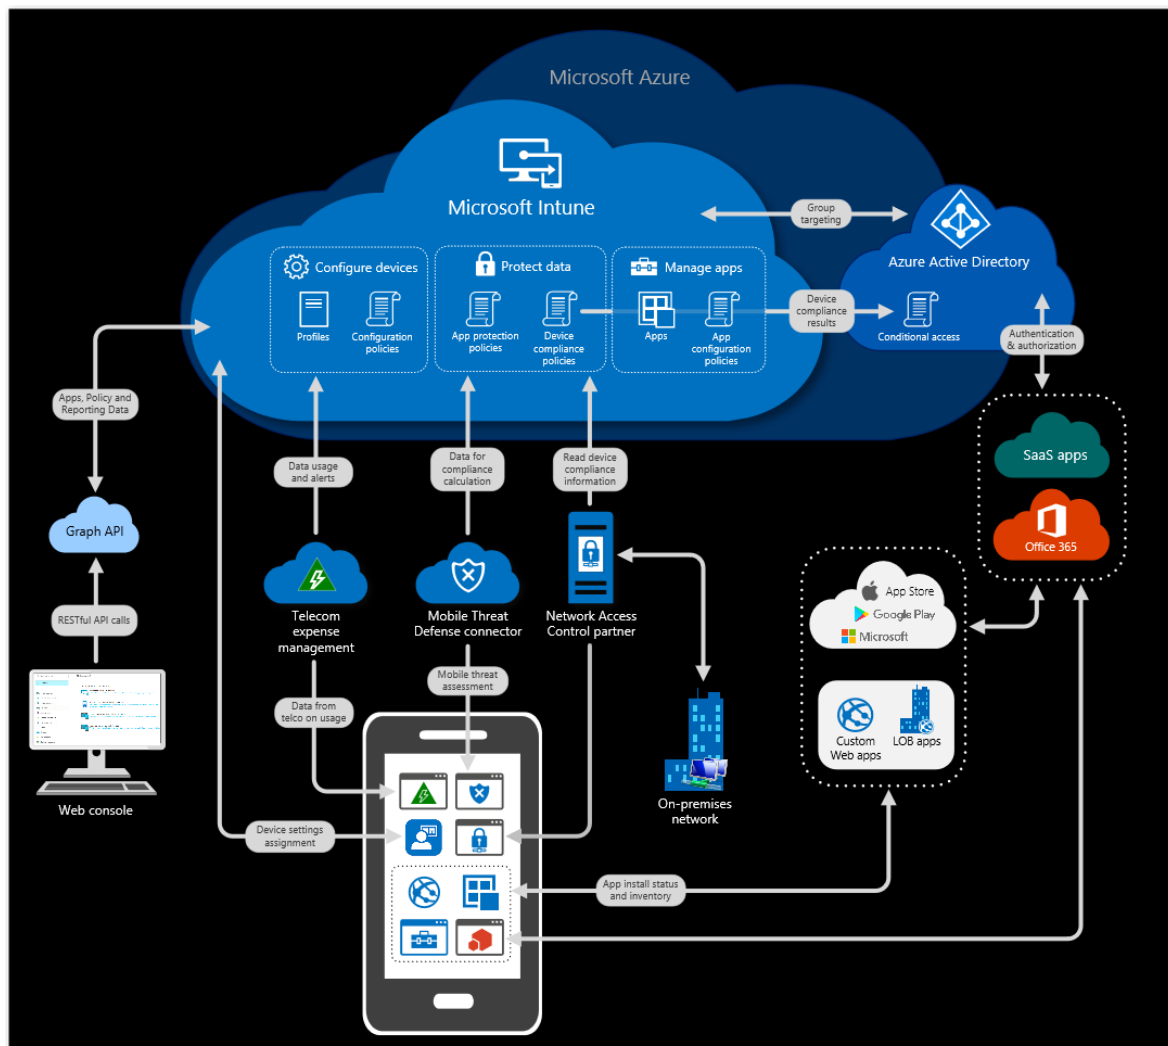 Microsoft Azure
Microsoft Intune
Group
targeting
Azure Active Directory
Configure devices
Protect data
Manage apps
Profiles
Configuration
policies
App protection
policies
Device
compliance
policies
Apps
App
configuration
policies
Device
compliance
results
Conditional access
Authentication
& authorization
Apps, Policy and
Reporting Data
Data usage
and alerts
Data for
compliance
calculation
Read device
compliance
information
SaaS apps
Office 365
Graph API
RESTful API calls
Telecom
expense
management
Mobile Threat
Defense connector
Network Access
Control partner
App Store
Google Play
Microsoft
Mobile threat
assessment
Data from
telco on usage
Custom
Web apps
LOB apps
Web console
On-premises
network
Device settings
assignment
App install status
and inventory